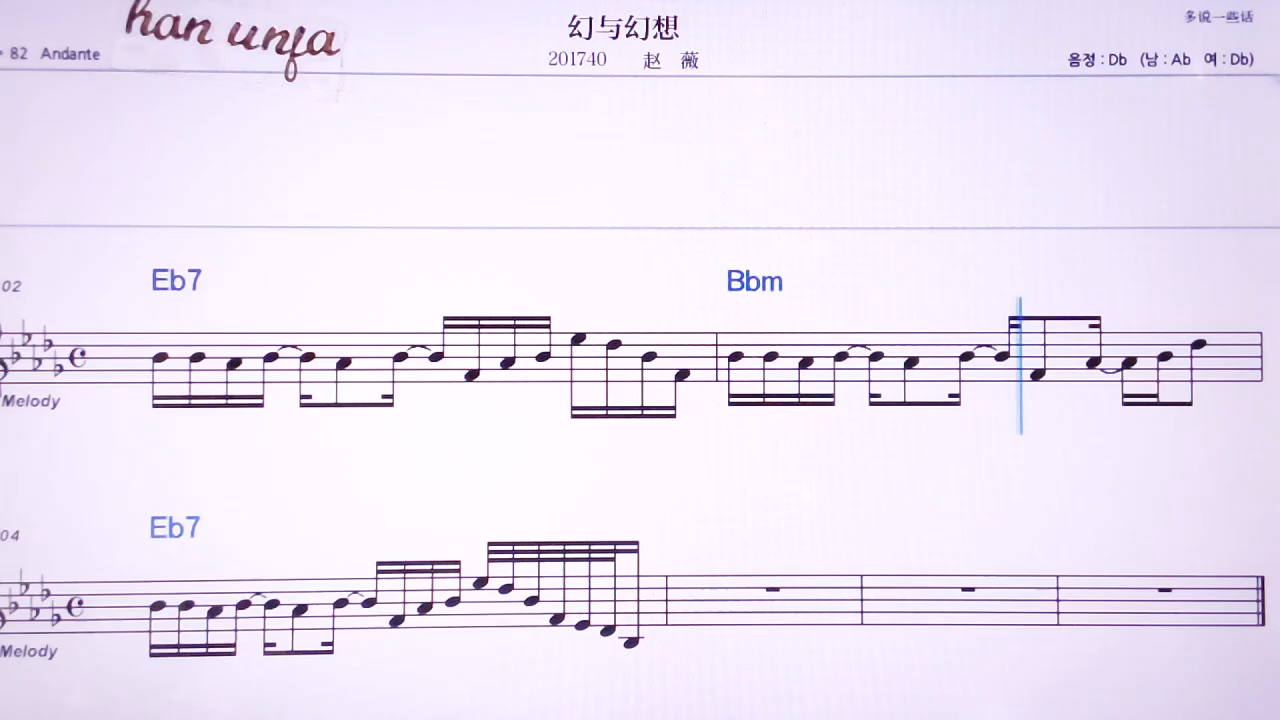 han unfa
幻与幻想
多说一些话
= 82 Andante
201740 赵 薇
음정 : Db (남 : Ab 여 : Db)
Eb7 Bbm
02
Melody
Eb7
04
Melody